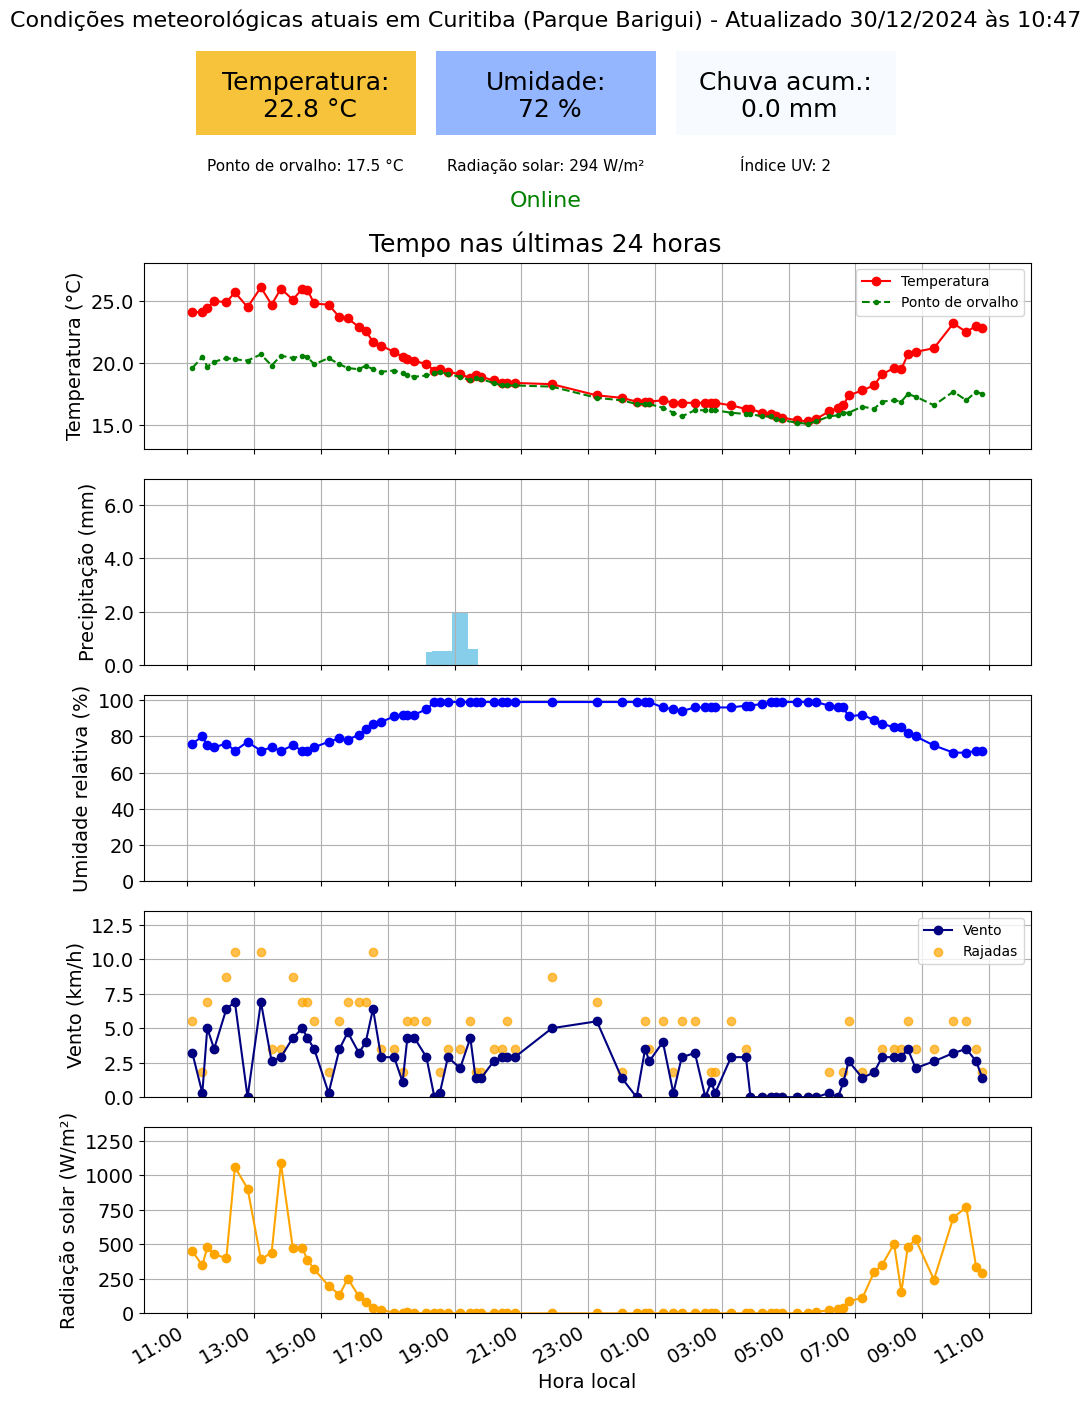 Condições meteorológicas atuais em Curitiba (Parque Barigui) - Atualizado 30/12/2024 às 10:47
Temperatura:
22.8 °C
Umidade:
72 %
Chuva acum.:
0.0 mm
Ponto de orvalho: 17.5 °C
Radiação solar: 294 W/m²
Índice UV: 2
Online
Tempo nas últimas 24 horas
Temperatura (°C)
25.0
20.0
15.0
Temperatura
Ponto de orvalho
Precipitação (mm)
6.0
4.0
2.0
0.0
Umidade relativa (%)
100
80
60
40
20
0
Vento (km/h)
12.5
10.0
7.5
5.0
2.5
0.0
Vento
Rajadas
Radiação solar (W/m²)
1250
1000
750
500
250
0
11:00
13:00
15:00
17:00
19:00
21:00
23:00
01:00
03:00
05:00
07:00
09:00
11:00
Hora local